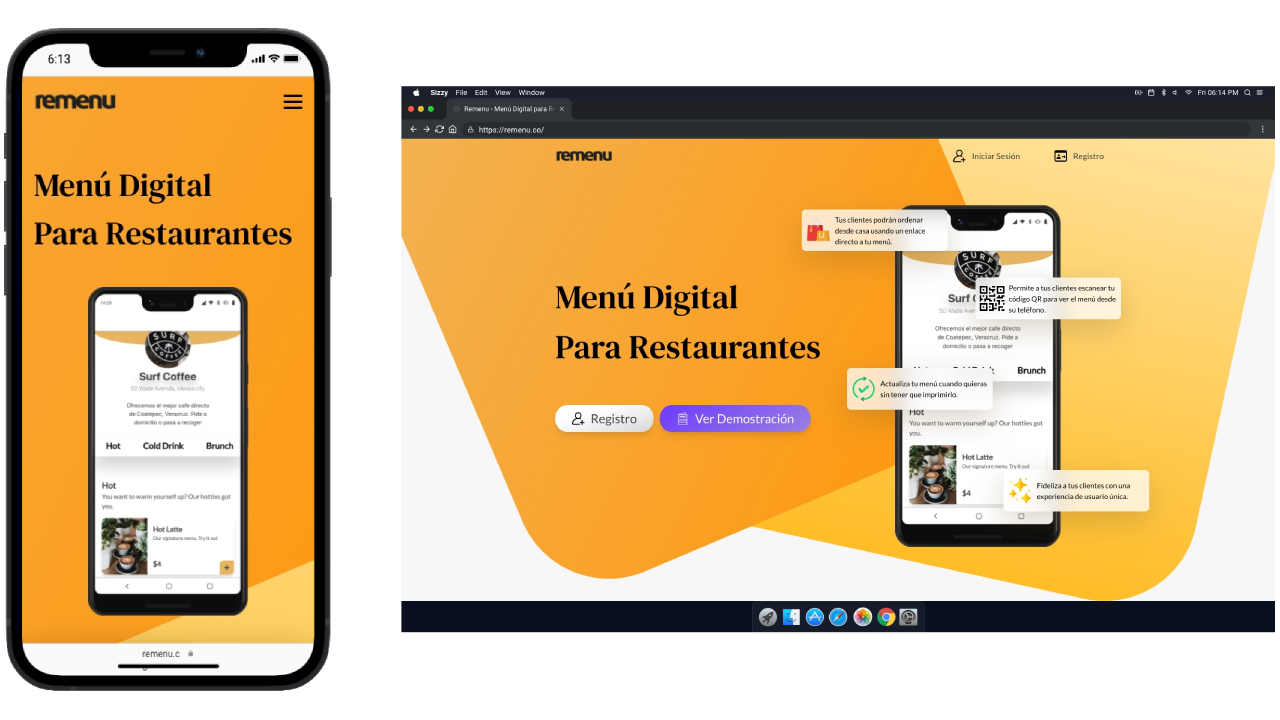 6:13
remenu
Menú Digital
Para Restaurantes
14:28
SURF
COFFEE
Surf Coffee
50 Wade Avenida, Mexico city
Ofrecemos el mejor cafe directo
de Coatepec, Veracruz. Pide a
domicilio o pasa a recoger
Hot Cold Drink Brunch
Hot
You want to warm yourself up? Our hotties got
you.
Hot Latte
Our signature menu. Try it out
$4
+
remenu.c
Sizzy File Edit View Window
Fri 06:14 PM
Remenu - Menú Digital para R
https://remenu.co/
remenu
Iniciar Sesión
Registro
Menú Digital
Para Restaurantes
Registro
Ver Demostración
Tus clientes podrán ordenar
desde casa usando un enlace
directo a tu menú.
SURF
COFFEE
Surf
50 Wade Aven
Permite a tus clientes escanear tu
código QR para ver el menú desde
su teléfono.
Ofrecemos el mejor cafe directo
de Coatepec, Veracruz. Pide a
domicilio o pasa a recoger
Brunch
Actualiza tu menú cuando quieras
sin tener que imprimirlo.
Hot
You want to warm yourself up? Our hotties got
you.
Hot Latte
Our signature menu. Try it out
$4
Fideliza a tus clientes con una
experiencia de usuario única.